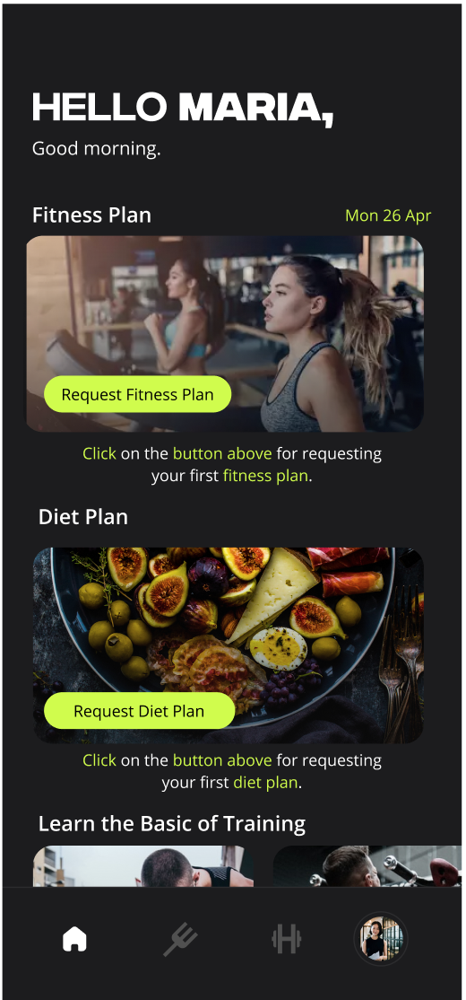 HELLO MARIA,
Good morning.
Fitness Plan
Mon 26 Apr
Request Fitness Plan
Click on the button above for requesting
your first fitness plan.
Diet Plan
Request Diet Plan
Click on the button above for requesting
your first diet plan.
Learn the Basic of Training